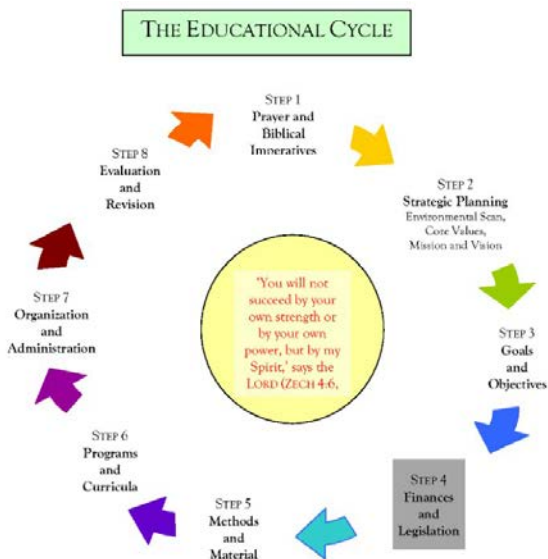 THE EDUCATIONAL CYCLE
STEP 1
Prayer and
Biblical
Imperatives
STEP 2
Strategic Planning
Environmental Scan,
Core Values,
Mission and Vision
STEP 3
Goals
and
Objectives
STEP 4
Finances
and
Legislation
STEP 5
Methods
and
Material
STEP 6
Programs
and
Curricula
STEP 7
Organization
and
Administration
STEP 8
Evaluation
and
Revision
'You will not
succeed by your
own strength or
by your own
power, but by my
Spirit,' says the
LORD (ZECH 4:6,